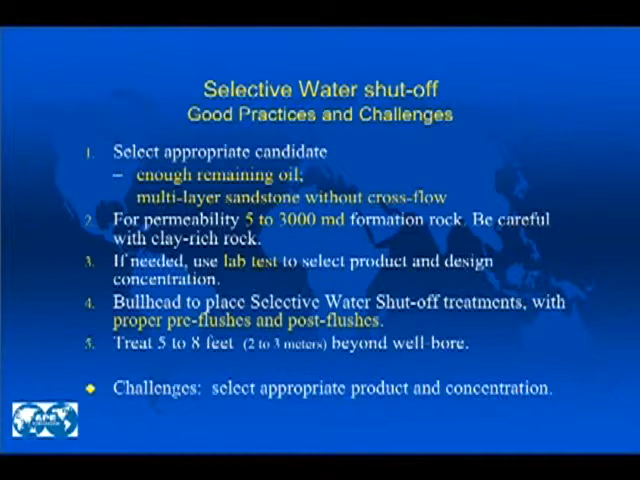 Selective Water shut-off
Good Practices and Challenges
1. Select appropriate candidate
– enough remaining oil;
multi-layer sandstone without cross-flow
2. For permeability 5 to 3000 md formation rock. Be careful
with clay-rich rock.
3. If needed, use lab test to select product and design
concentration.
4. Bullhead to place Selective Water Shut-off treatments, with
proper pre-flushes and post-flushes.
5. Treat 5 to 8 feet (2 to 3 meters) beyond well-bore.
Challenges: select appropriate product and concentration.